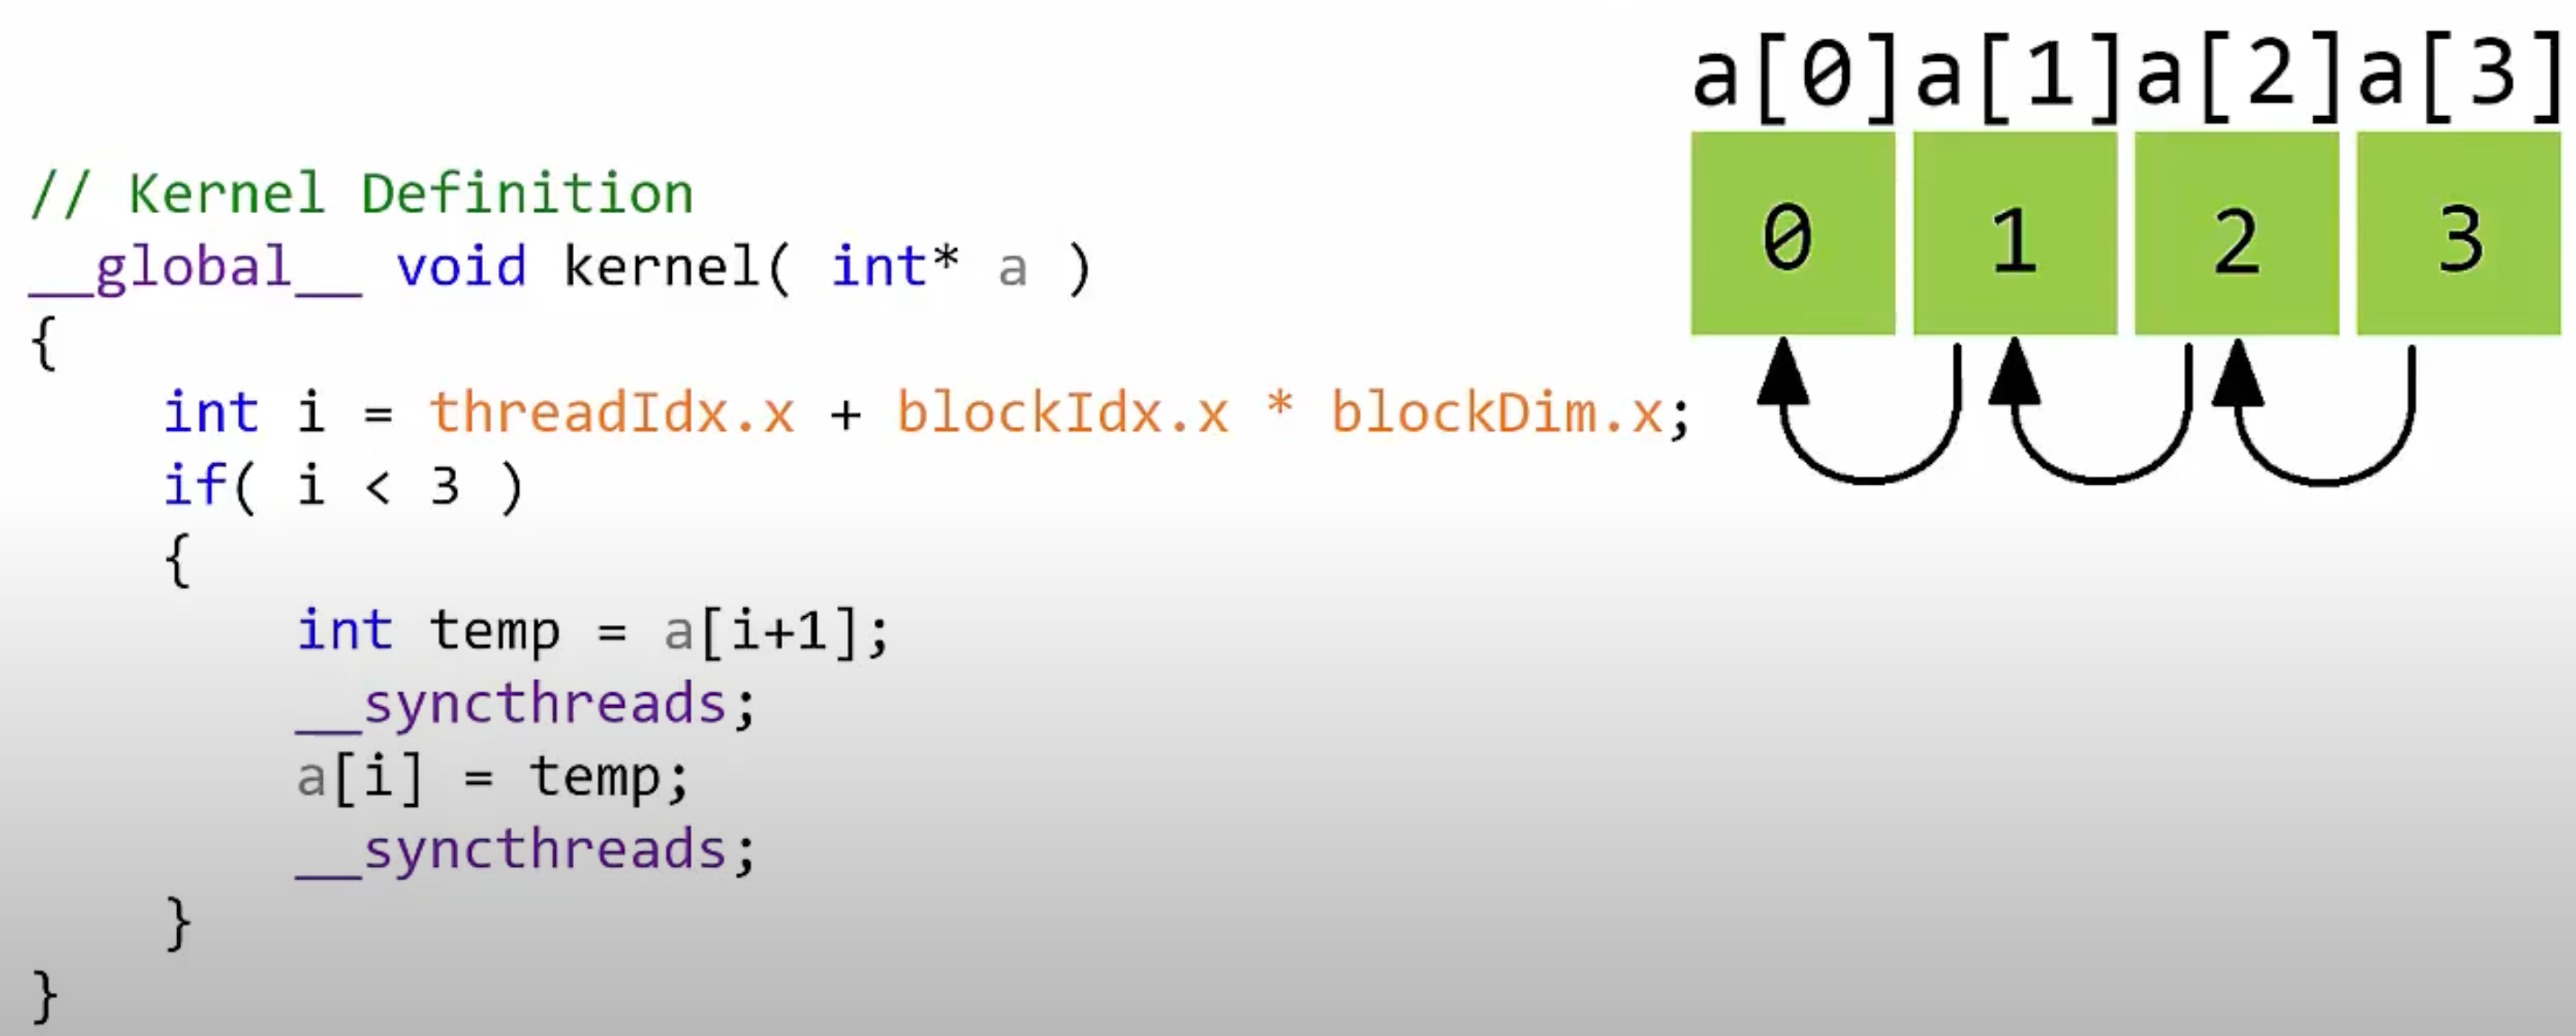 a[0] a[1] a[2] a[3]
0 1 2 3
// Kernel Definition
__global__ void kernel( int* a )
{
    int i = threadIdx.x + blockIdx.x * blockDim.x;
    if( i < 3 )
    {
        int temp = a[i+1];
        __syncthreads;
        a[i] = temp;
        __syncthreads;
    }
}